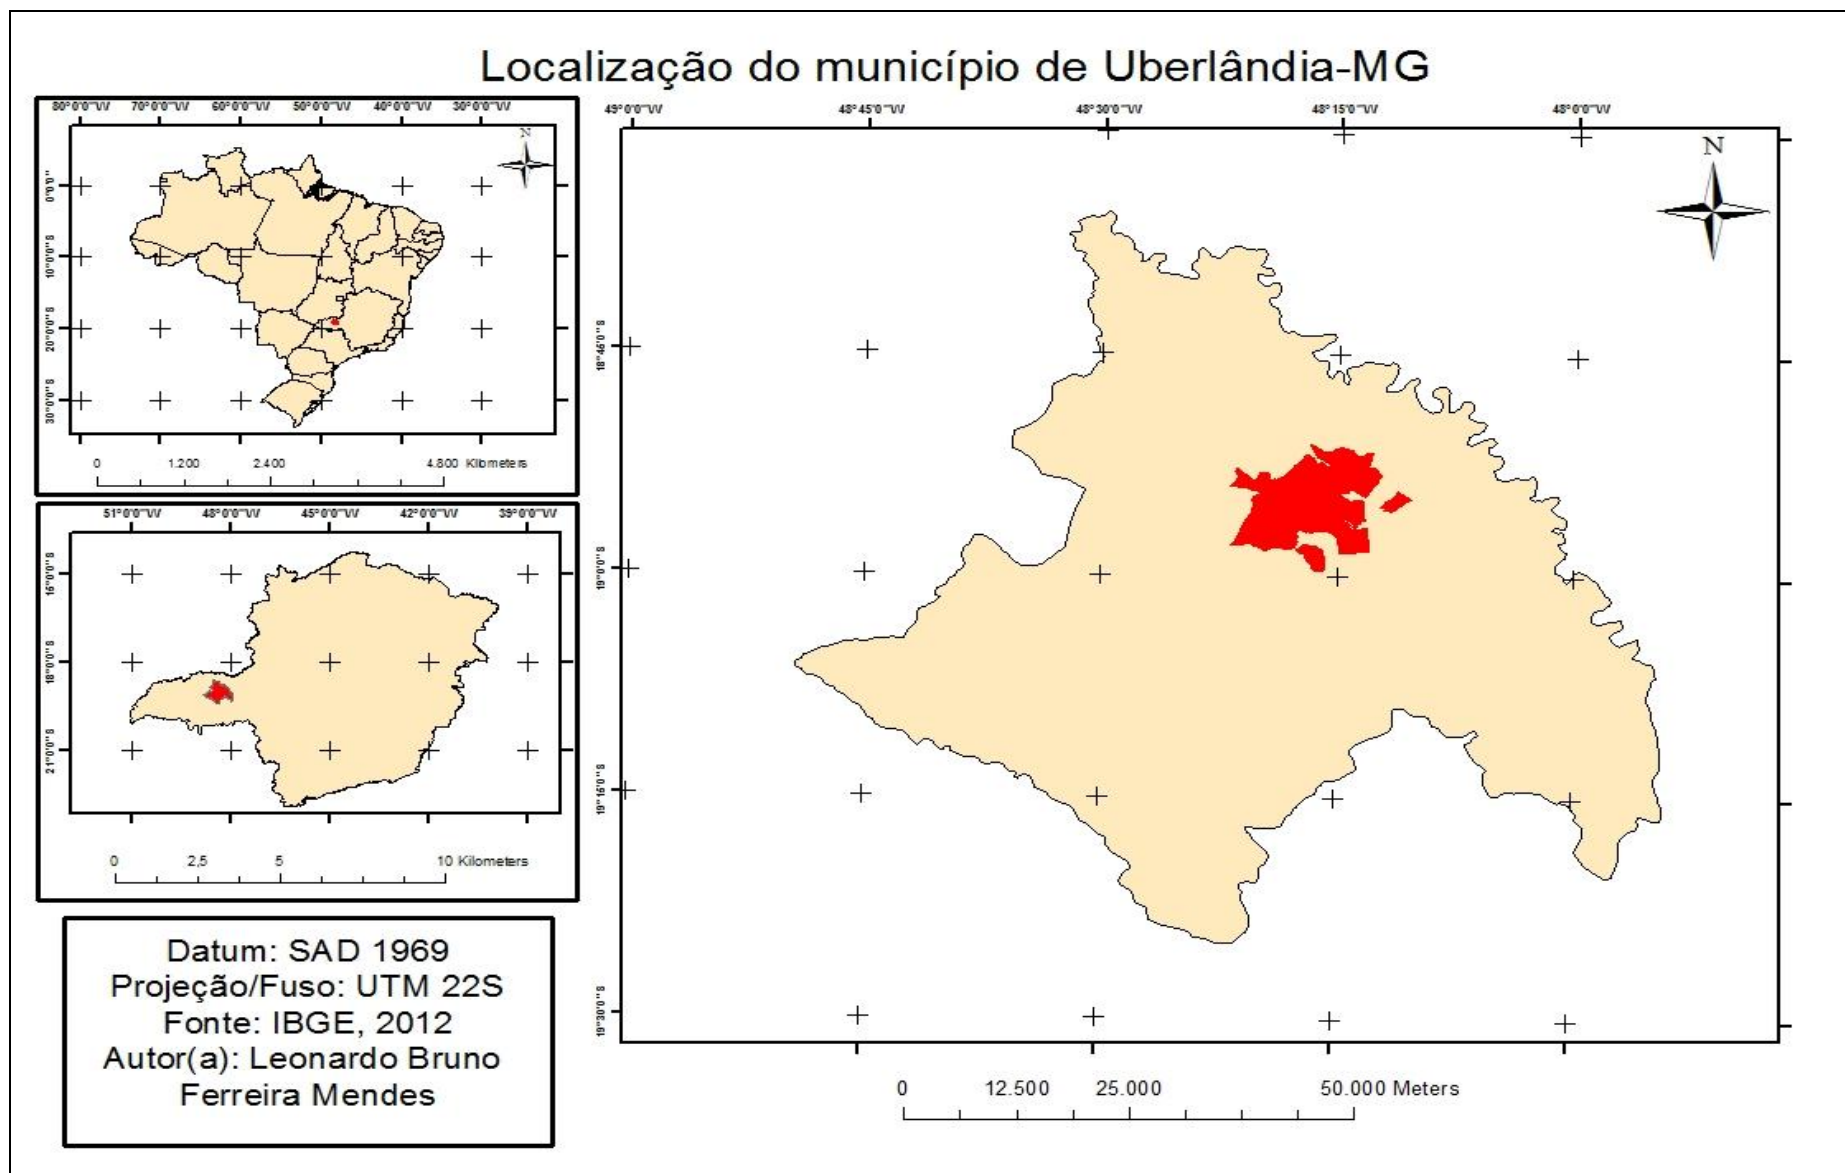 Localização do município de Uberlândia-MG
80°0'0"W 70°0'0"W 60°0'0"W 50°0'0"W 40°0'0"W 30°0'0"W
N
0°0'0"
10°0'0"S
20°0'0"S
30°0'0"S
0 1.200 2.400 4.800 Kilometers
51°0'0"W 48°0'0"W 45°0'0"W 42°0'0"W 39°0'0"W
16°0'0"S
18°0'0"S
21°0'0"S
0 2,5 5 10 Kilometers
Datum: SAD 1969
Projeção/Fuso: UTM 22S
Fonte: IBGE, 2012
Autor(a): Leonardo Bruno
Ferreira Mendes
49°0'0"W 48°45'0"W 48°30'0"W 48°15'0"W 48°0'0"W
N
18°45'0"S
19°0'0"S
19°15'0"S
19°30'0"S
0 12.500 25.000 50.000 Meters